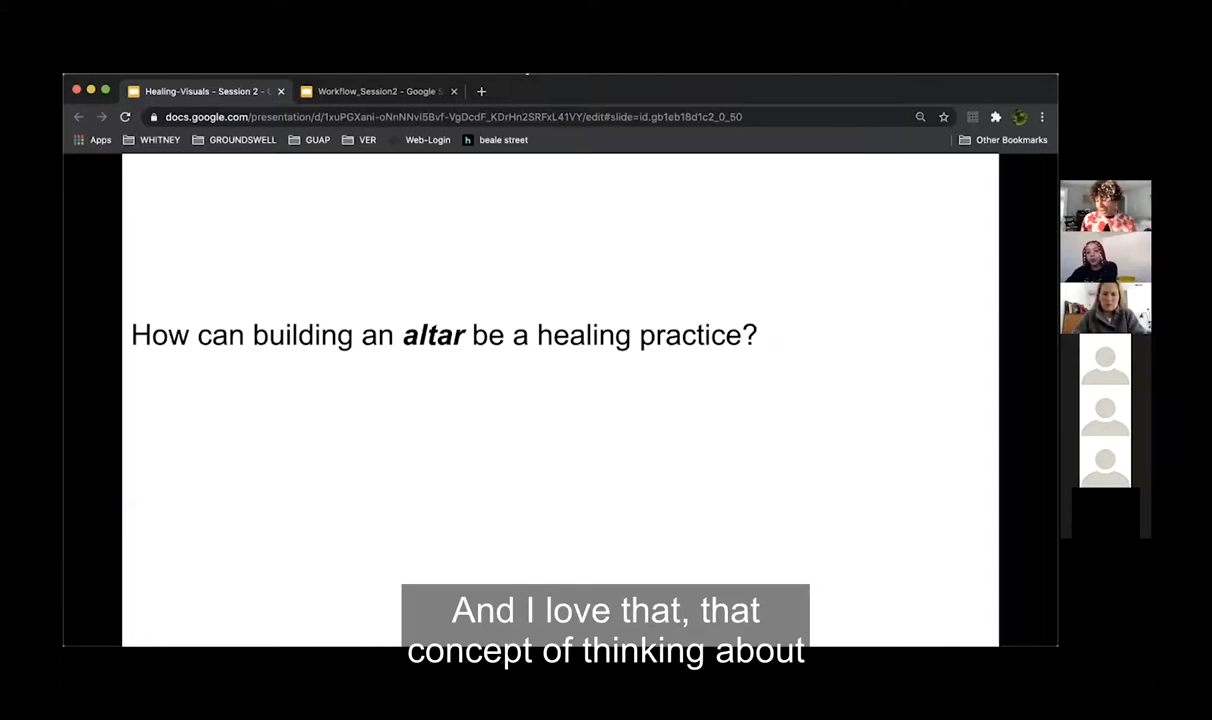 Healing-Visuals - Session 2 -
Workflow_Session2 - Google S
docs.google.com/presentation/d/1xuPGXani-oNnNNvI5Bvf-VgDcdF_KDrHn2SRFxL41VY/edit#slide=id.gb1eb18d1c2_0_50
Apps WHITNEY GROUNDSWELL GUAP VER Web-Login h beale street Other Bookmarks
How can building an altar be a healing practice?
And I love that, that
concept of thinking about